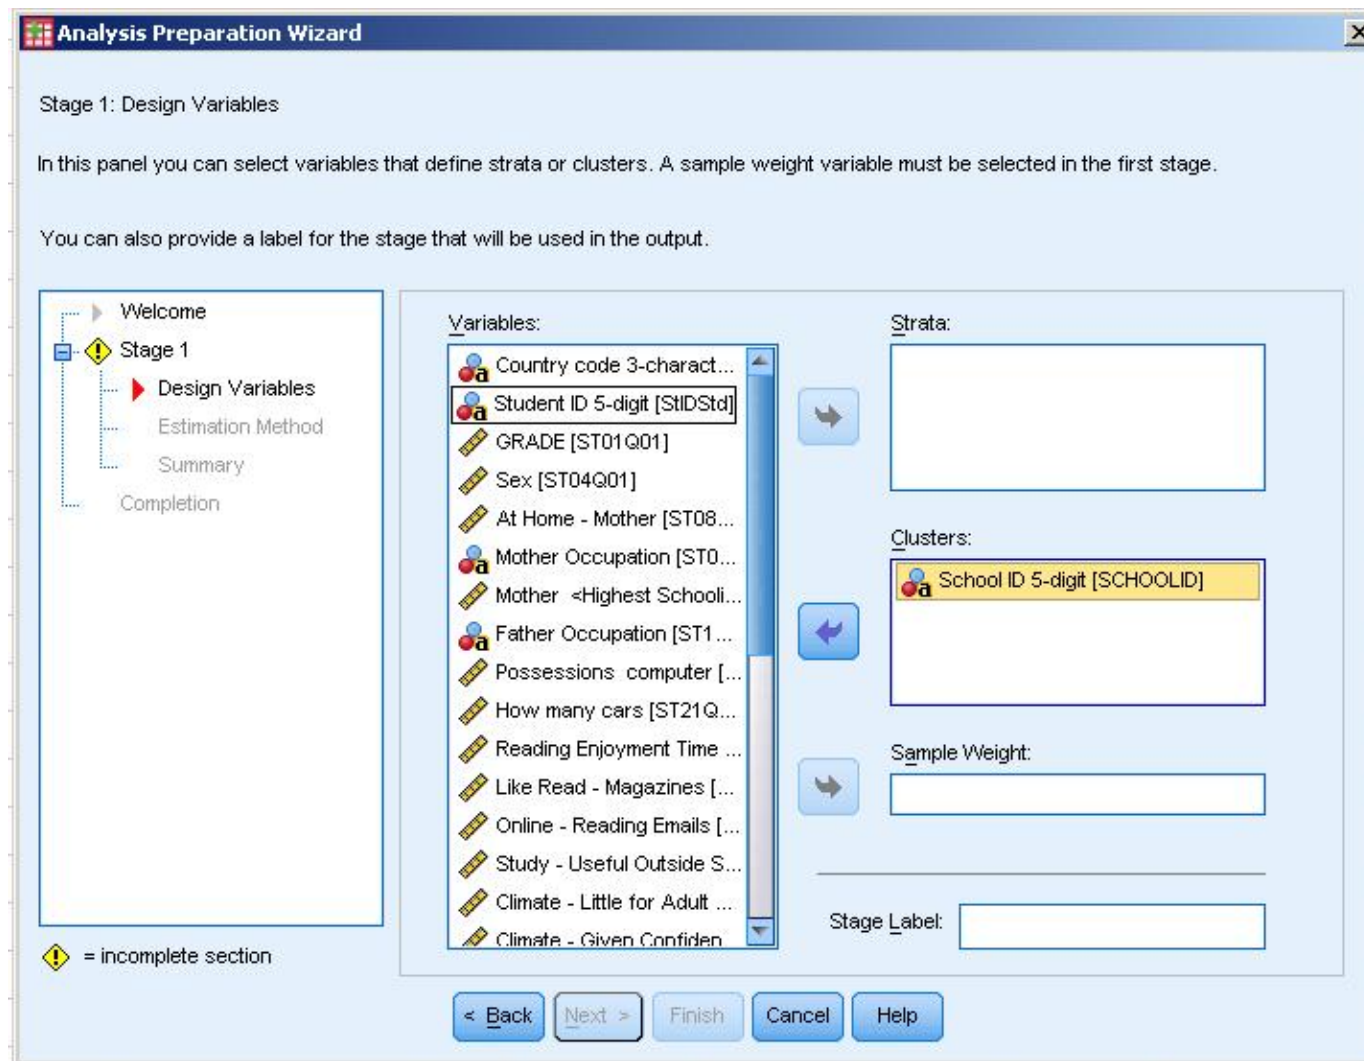 Analysis Preparation Wizard
Stage 1: Design Variables
In this panel you can select variables that define strata or clusters. A sample weight variable must be selected in the first stage.
You can also provide a label for the stage that will be used in the output.
Welcome
Stage 1
Design Variables
Estimation Method
Summary
Completion
! = incomplete section
Variables:
Country code 3-charact...
Student ID 5-digit [StIDStd]
GRADE [ST01Q01]
Sex [ST04Q01]
At Home - Mother [ST08...
Mother Occupation [ST0...
Mother <Highest Schooli...
Father Occupation [ST1...
Possessions computer [...
How many cars [ST21Q...
Reading Enjoyment Time ...
Like Read - Magazines [...
Online - Reading Emails [...
Study - Useful Outside S...
Climate - Little for Adult ...
Climate - Given Confiden
Strata:
Clusters:
School ID 5-digit [SCHOOLID]
Sample Weight:
Stage Label:
< Back
Next >
Finish
Cancel
Help